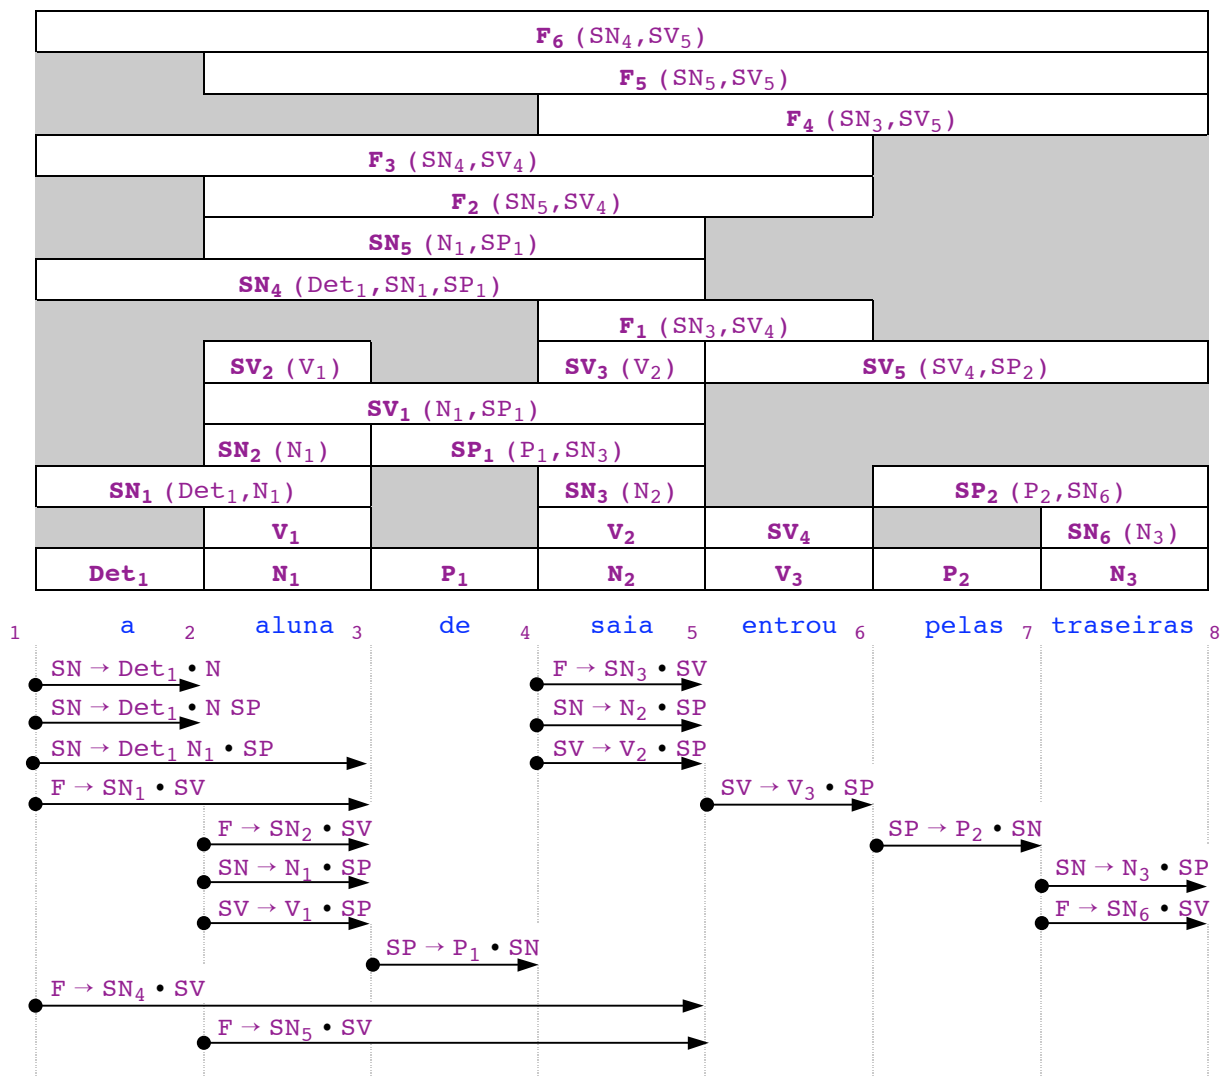 F₆ (SN₄,SV₅)
F₅ (SN₅,SV₅)
F₄ (SN₃,SV₅)
F₃ (SN₄,SV₄)
F₂ (SN₅,SV₄)
SN₅ (N₁,SP₁)
SN₄ (Det₁,SN₁,SP₁)
F₁ (SN₃,SV₄)
SV₂ (V₁) SV₃ (V₂) SV₅ (SV₄,SP₂)
SV₁ (N₁,SP₁)
SN₂ (N₁) SP₁ (P₁,SN₃)
SN₁ (Det₁,N₁) SN₃ (N₂) SP₂ (P₂,SN₆)
V₁ V₂ SV₄ SN₆ (N₃)
Det₁ N₁ P₁ N₂ V₃ P₂ N₃
1 a 2 aluna 3 de 4 saia 5 entrou 6 pelas 7 traseiras 8
SN → Det₁ • N F → SN₃ • SV
SN → Det₁ • N SP SN → N₂ • SP
SN → Det₁ N₁ • SP SV → V₂ • SP
F → SN₁ • SV SV → V₃ • SP
F → SN₂ • SV SP → P₂ • SN
SN → N₁ • SP SN → N₃ • SP
SV → V₁ • SP F → SN₆ • SV
SP → P₁ • SN
F → SN₄ • SV
F → SN₅ • SV